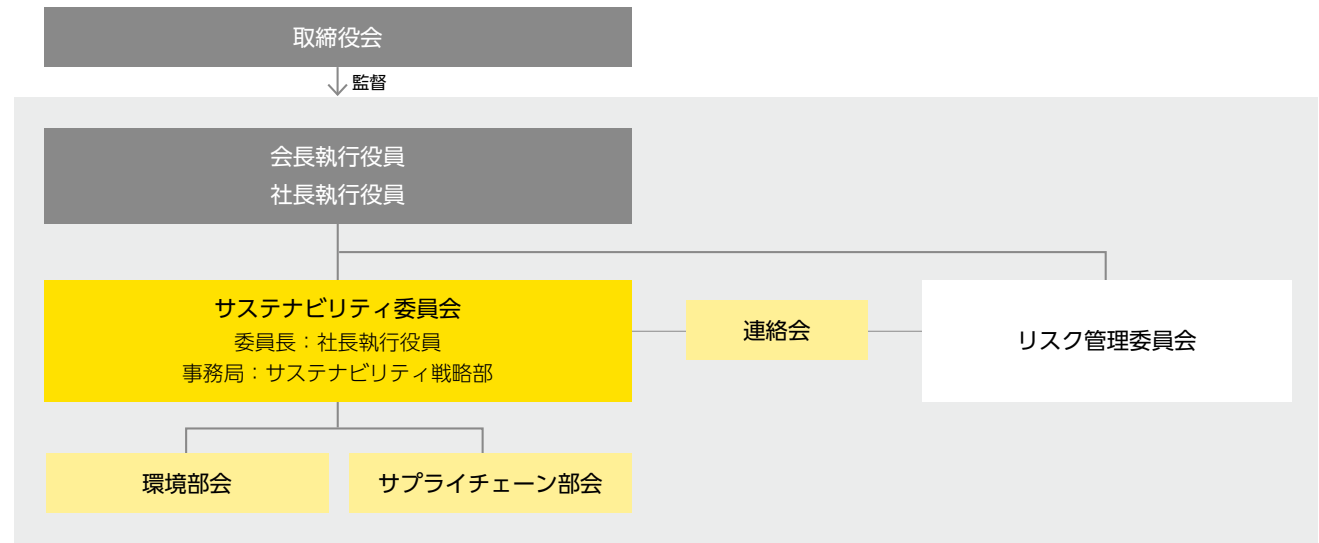 取締役会
監督
会長執行役員
社長執行役員
サステナビリティ委員会
委員長：社長執行役員
事務局：サステナビリティ戦略部
連絡会
リスク管理委員会
環境部会
サプライチェーン部会